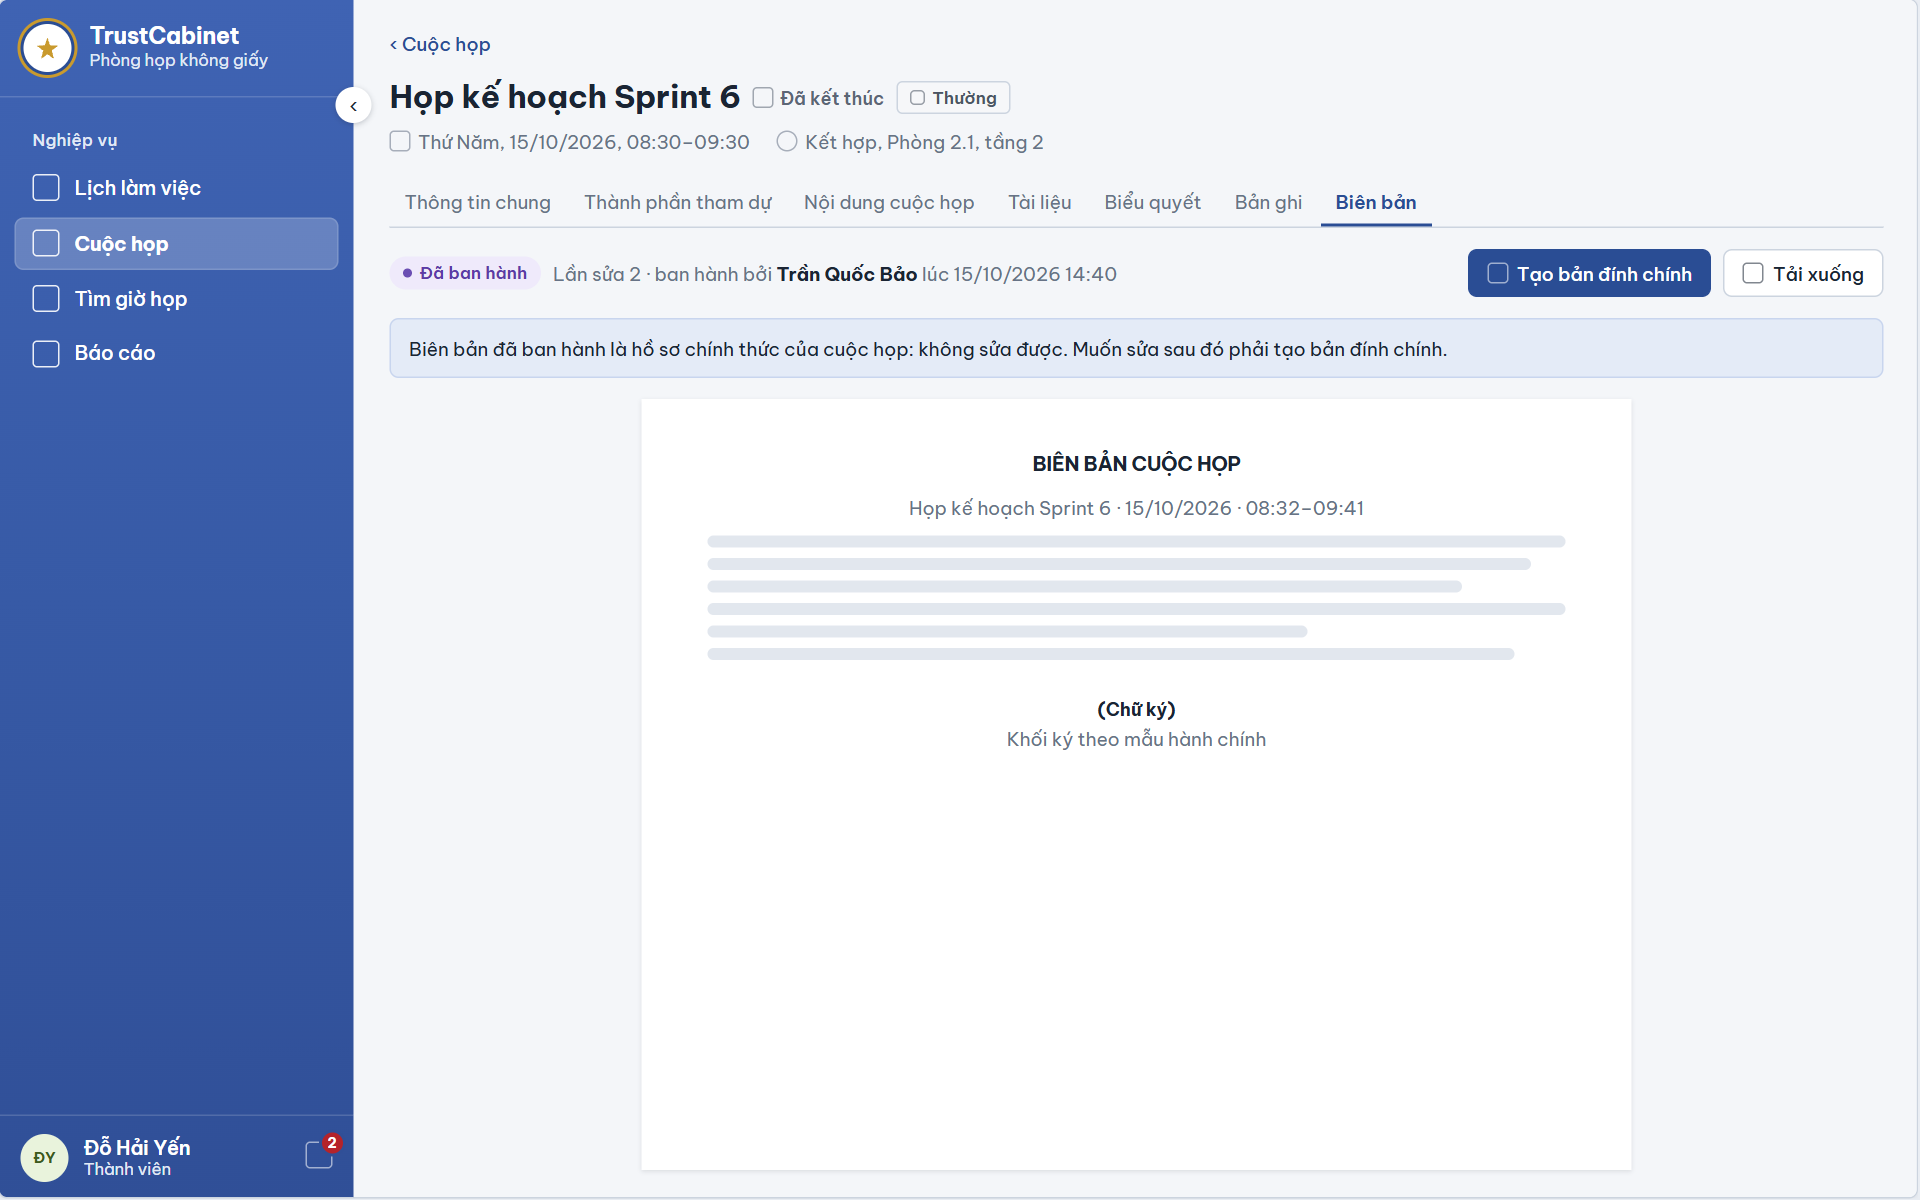 TrustCabinet
Phòng họp không giấy
Nghiệp vụ
Lịch làm việc
Cuộc họp
Tìm giờ họp
Báo cáo
ĐY
Đỗ Hải Yến
Thành viên
2
‹
‹ Cuộc họp
Họp kế hoạch Sprint 6 Đã kết thúc Thường
Thứ Năm, 15/10/2026, 08:30–09:30 Kết hợp, Phòng 2.1, tầng 2
Thông tin chung Thành phần tham dự Nội dung cuộc họp Tài liệu Biểu quyết Bản ghi Biên bản
Đã ban hành Lần sửa 2 · ban hành bởi Trần Quốc Bảo lúc 15/10/2026 14:40 Tạo bản đính chính Tải xuống
Biên bản đã ban hành là hồ sơ chính thức của cuộc họp: không sửa được. Muốn sửa sau đó phải tạo bản đính chính.
BIÊN BẢN CUỘC HỌP
Họp kế hoạch Sprint 6 · 15/10/2026 · 08:32–09:41
(Chữ ký)
Khối ký theo mẫu hành chính